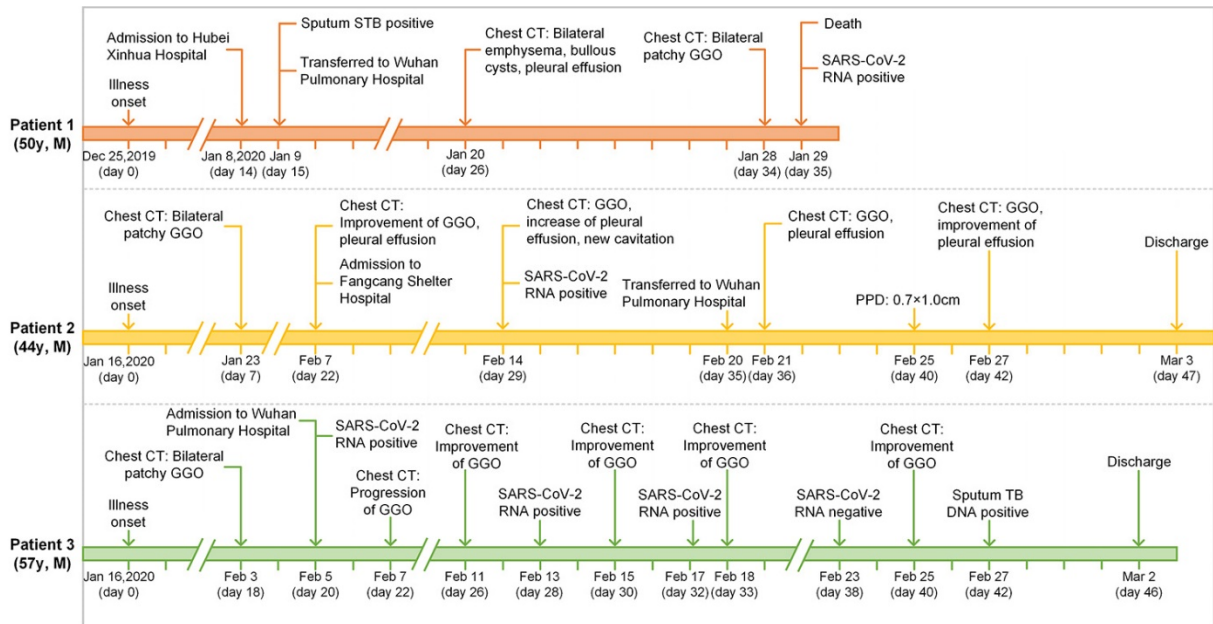 Patient 1
(50y, M)
Illness
onset
Admission to Hubei
Xinhua Hospital
Sputum STB positive
Transferred to Wuhan
Pulmonary Hospital
Chest CT: Bilateral
emphysema, bullous
cysts, pleural effusion
Chest CT: Bilateral
patchy GGO
Death
SARS-CoV-2
RNA positive
Dec 25,2019
(day 0)
Jan 8,2020
(day 14)
Jan 9
(day 15)
Jan 20
(day 26)
Jan 28
(day 34)
Jan 29
(day 35)
Patient 2
(44y, M)
Illness
onset
Chest CT: Bilateral
patchy GGO
Chest CT:
Improvement of GGO,
pleural effusion
Admission to
Fangcang Shelter
Hospital
Chest CT: GGO,
increase of pleural
effusion, new cavitation
SARS-CoV-2
RNA positive
Transferred to Wuhan
Pulmonary Hospital
Chest CT: GGO,
pleural effusion
PPD: 0.7×1.0cm
Chest CT: GGO,
improvement of
pleural effusion
Discharge
Jan 16,2020
(day 0)
Jan 23
(day 7)
Feb 7
(day 22)
Feb 14
(day 29)
Feb 20
(day 35)
Feb 21
(day 36)
Feb 25
(day 40)
Feb 27
(day 42)
Mar 3
(day 47)
Patient 3
(57y, M)
Illness
onset
Chest CT: Bilateral
patchy GGO
Admission to Wuhan
Pulmonary Hospital
SARS-CoV-2
RNA positive
Chest CT:
Progression
of GGO
Chest CT:
Improvement
of GGO
SARS-CoV-2
RNA positive
Chest CT:
Improvement
of GGO
SARS-CoV-2
RNA positive
Chest CT:
Improvement
of GGO
SARS-CoV-2
RNA negative
Chest CT:
Improvement
of GGO
Sputum TB
DNA positive
Discharge
Jan 16,2020
(day 0)
Feb 3
(day 18)
Feb 5
(day 20)
Feb 7
(day 22)
Feb 11
(day 26)
Feb 13
(day 28)
Feb 15
(day 30)
Feb 17
(day 32)
Feb 18
(day 33)
Feb 23
(day 38)
Feb 25
(day 40)
Feb 27
(day 42)
Mar 2
(day 46)